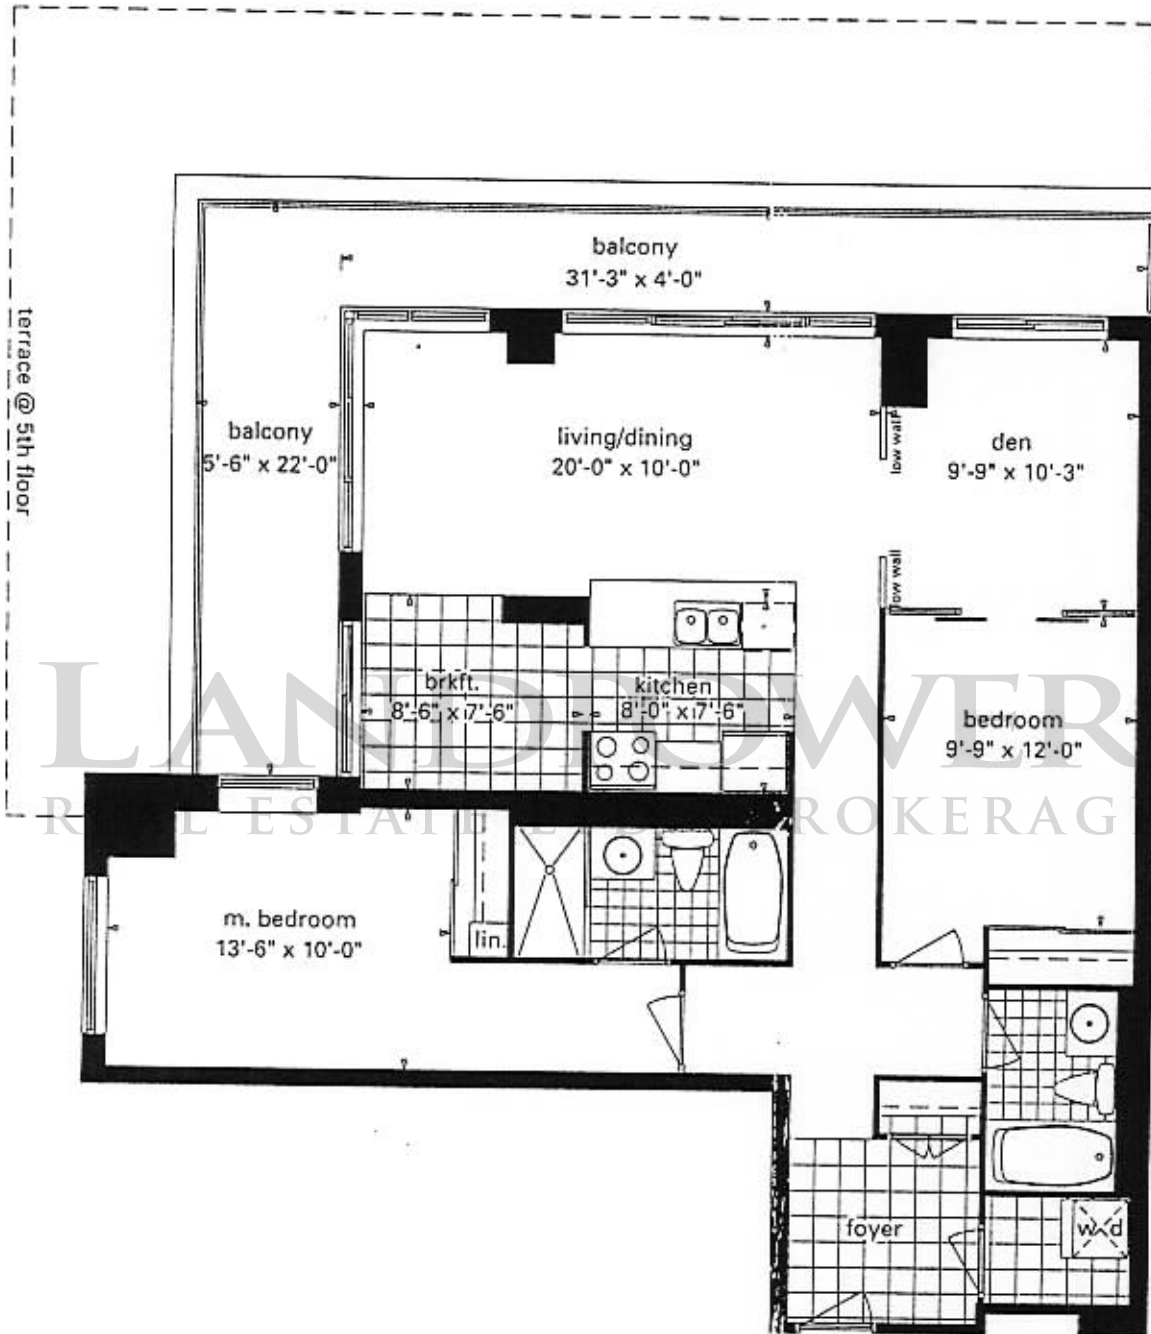 balcony
31'-3" x 4'-0"
terrace @ 5th floor
balcony
5'-6" x 22'-0"
living/dining
20'-0" x 10'-0"
low wall
den
9'-9" x 10'-3"
low wall
brkft.
8'-6" x 7'-6"
kitchen
8'-0" x 7'-6"
bedroom
9'-9" x 12'-0"
LANDPOWER
REAL ESTATE LTD. BROKERAG
m. bedroom
13'-6" x 10'-0"
lin.
foyer
w d